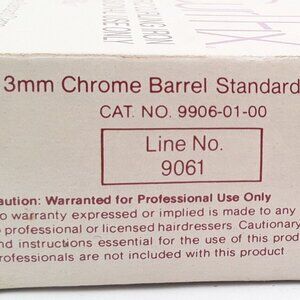 3mm Chrome Barrel Standard
CAT. NO. 9906-01-00
Line No.
9061
aution: Warranted for Professional Use Only
o warranty expressed or implied is made to any
professional or licensed hairdressers. Cautionary
nd instructions essential for the use of this prod
rofessionals are not included with this product